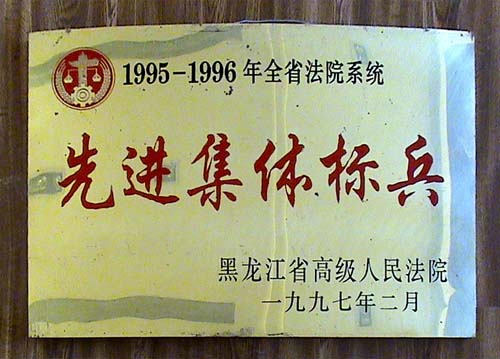 1995-1996年全省法院系统
先进集体标兵
黑龙江省高级人民法院
一九九七年二月